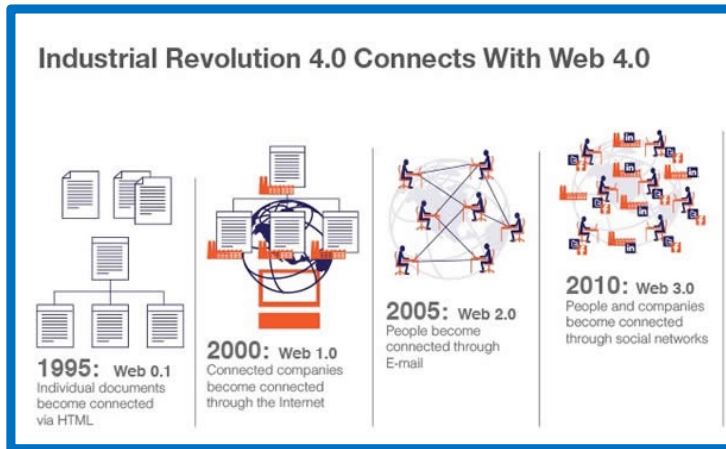 Industrial Revolution 4.0 Connects With Web 4.0
1995: Web 0.1
Individual documents
become connected
via HTML
2000: Web 1.0
Connected companies
become connected
through the Internet
2005: Web 2.0
People become
connected through
E-mail
2010: Web 3.0
People and companies
become connected
through social networks